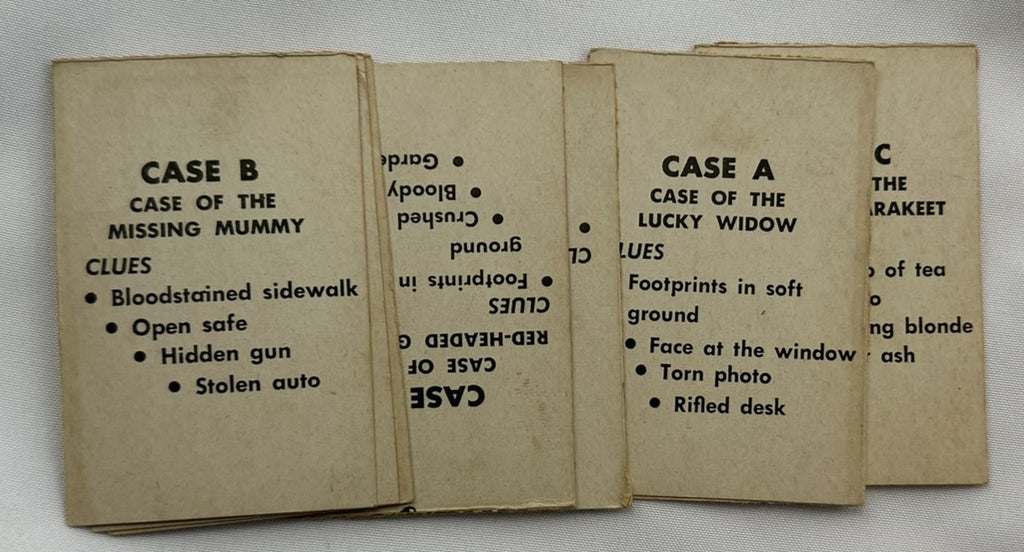 CASE B
CASE OF THE
MISSING MUMMY
CLUES
• Bloodstained sidewalk
• Open safe
• Hidden gun
• Stolen auto
CASE
CASE OF
RED-HEADED G
CLUES
• Footprints in
ground
• Crushed
• Bloody
• Garde
CL
•
CASE A
CASE OF THE
LUCKY WIDOW
LUES
Footprints in soft
ground
• Face at the window
• Torn photo
• Rifled desk
C
THE
ARAKEET
of tea
o
ng blonde
ash